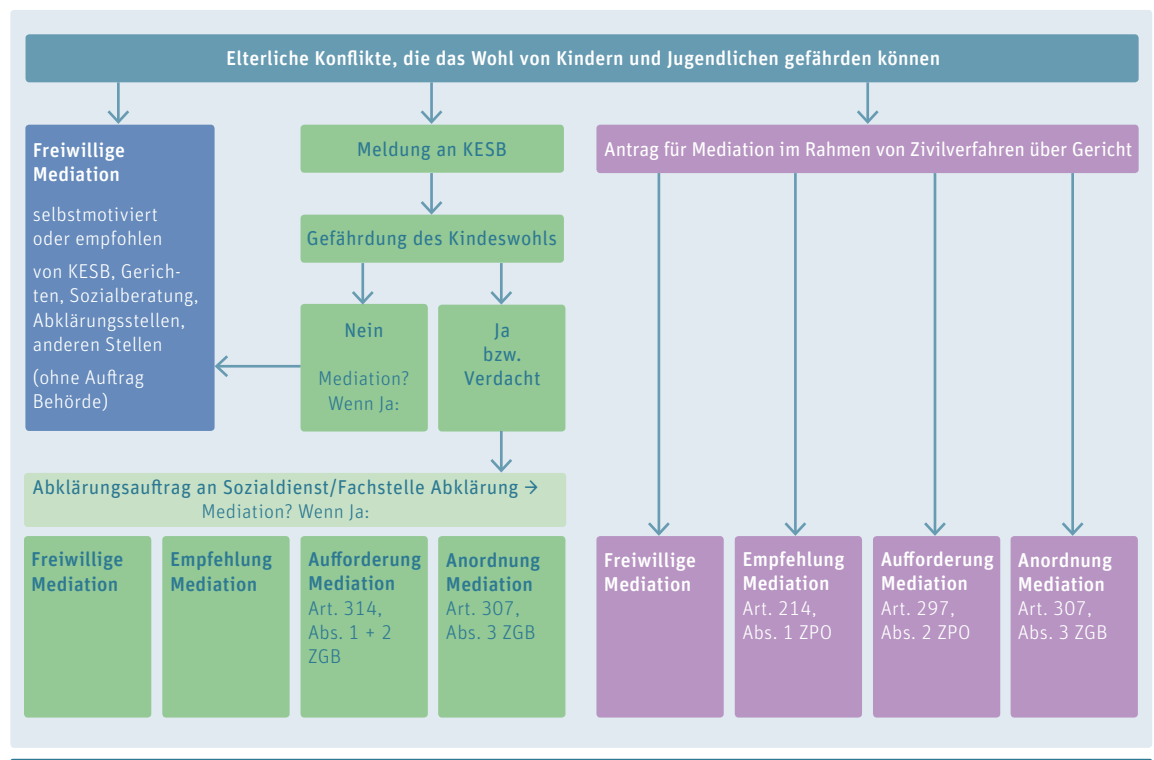 Elterliche Konflikte, die das Wohl von Kindern und Jugendlichen gefährden können
Freiwillige
Mediation
selbstmotiviert
oder empfohlen
von KESB, Gerich-
ten, Sozialberatung,
Abklärungsstellen,
anderen Stellen
(ohne Auftrag
Behörde)
Meldung an KESB
Gefährdung des Kindeswohls
Nein
Mediation?
Wenn Ja:
Ja
bzw.
Verdacht
Abklärungsauftrag an Sozialdienst/Fachstelle Abklärung →
Mediation? Wenn Ja:
Freiwillige
Mediation
Empfehlung
Mediation
Aufforderung
Mediation
Art. 314,
Abs. 1 + 2
ZGB
Anordnung
Mediation
Art. 307,
Abs. 3 ZGB
Antrag für Mediation im Rahmen von Zivilverfahren über Gericht
Freiwillige
Mediation
Empfehlung
Mediation
Art. 214,
Abs. 1 ZPO
Aufforderung
Mediation
Art. 297,
Abs. 2 ZPO
Anordnung
Mediation
Art. 307,
Abs. 3 ZGB